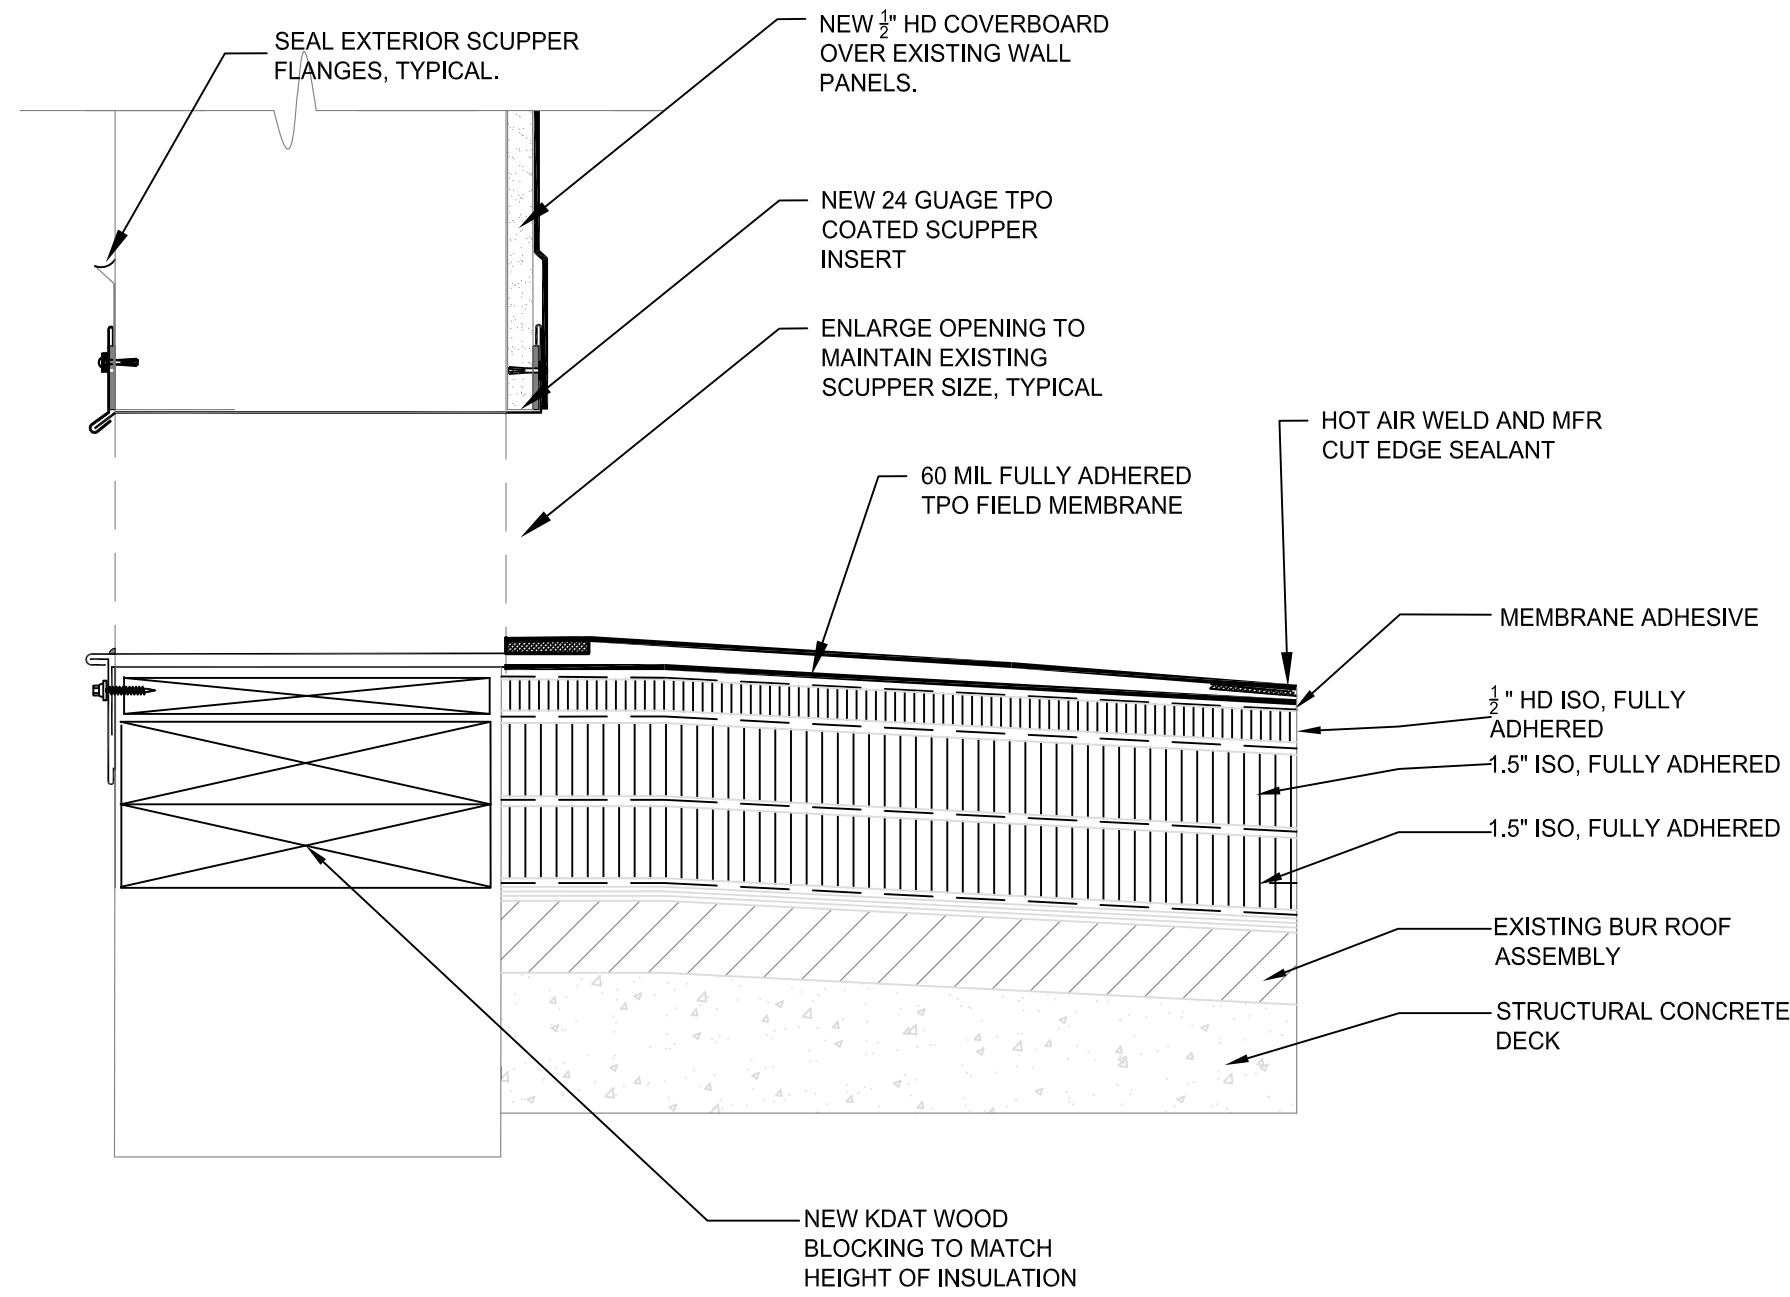 SEAL EXTERIOR SCUPPER
FLANGES, TYPICAL.
NEW 1/2" HD COVERBOARD
OVER EXISTING WALL
PANELS.
NEW 24 GUAGE TPO
COATED SCUPPER
INSERT
ENLARGE OPENING TO
MAINTAIN EXISTING
SCUPPER SIZE, TYPICAL
HOT AIR WELD AND MFR
CUT EDGE SEALANT
60 MIL FULLY ADHERED
TPO FIELD MEMBRANE
MEMBRANE ADHESIVE
1/2" HD ISO, FULLY
ADHERED
1.5" ISO, FULLY ADHERED
1.5" ISO, FULLY ADHERED
EXISTING BUR ROOF
ASSEMBLY
STRUCTURAL CONCRETE
DECK
NEW KDAT WOOD
BLOCKING TO MATCH
HEIGHT OF INSULATION